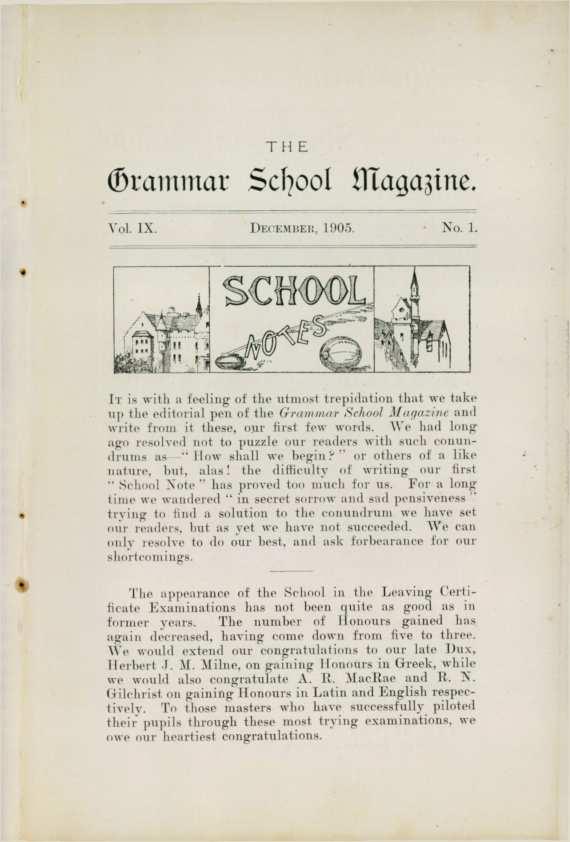 THE
Grammar School Magazine.
Vol. IX. DECEMBER, 1905. No. 1.
SCHOOL
NOTES
IT is with a feeling of the utmost trepidation that we take
up the editorial pen of the Grammar School Magazine and
write from it these, our first few words. We had long
ago resolved not to puzzle our readers with such conun-
drums as—“ How shall we begin? ” or others of a like
nature, but, alas! the difficulty of writing our first
“ School Note ” has proved too much for us. For a long
time we wandered “ in secret sorrow and sad pensiveness ”
trying to find a solution to the conundrum we have set
our readers, but as yet we have not succeeded. We can
only resolve to do our best, and ask forbearance for our
shortcomings.
The appearance of the School in the Leaving Certi-
ficate Examinations has not been quite as good as in
former years. The number of Honours gained has
again decreased, having come down from five to three.
We would extend our congratulations to our late Dux,
Herbert J. M. Milne, on gaining Honours in Greek, while
we would also congratulate A. R. MacRae and R. N.
Gilchrist on gaining Honours in Latin and English respec-
tively. To those masters who have successfully piloted
their pupils through these most trying examinations, we
owe our heartiest congratulations.